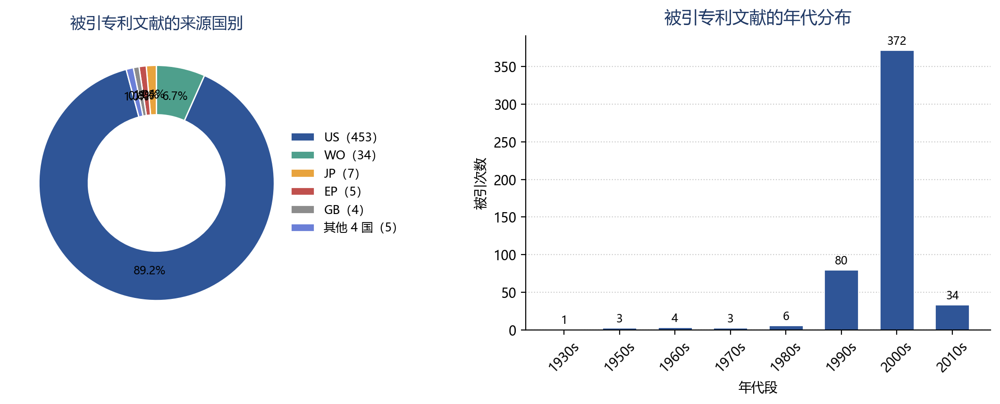 被引专利文献的来源国别
6.7%
89.2%
US（453）
WO（34）
JP（7）
EP（5）
GB（4）
其他 4 国（5）
被引专利文献的年代分布
被引次数
350
300
250
200
150
100
50
0
1
3
4
3
6
80
372
34
1930s
1950s
1960s
1970s
1980s
1990s
2000s
2010s
年代段